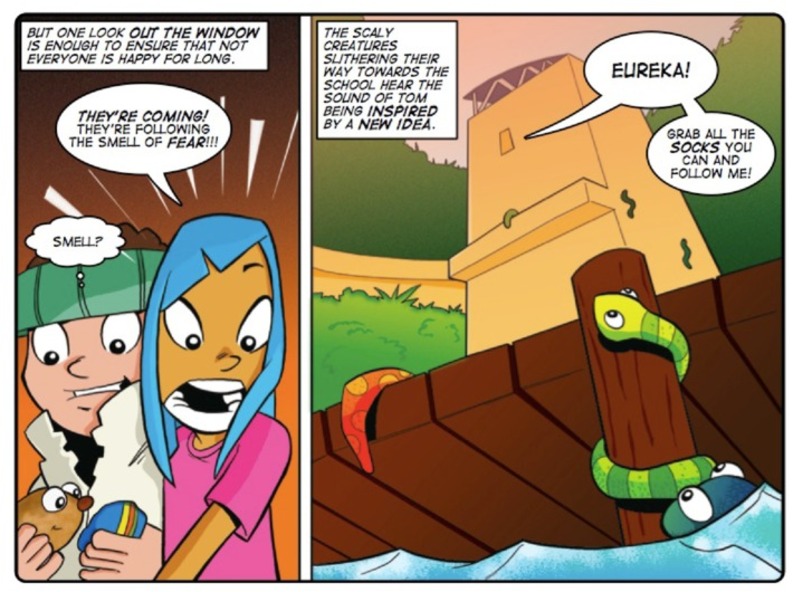 BUT ONE LOOK OUT THE WINDOW
IS ENOUGH TO ENSURE THAT NOT
EVERYONE IS HAPPY FOR LONG.
THEY'RE COMING!
THEY'RE FOLLOWING
THE SMELL OF FEAR!!!
SMELL?
THE SCALY
CREATURES
SLITHERING THEIR
WAY TOWARDS THE
SCHOOL HEAR THE
SOUND OF TOM
BEING INSPIRED
BY A NEW IDEA.
EUREKA!
GRAB ALL THE
SOCKS YOU
CAN AND
FOLLOW ME!